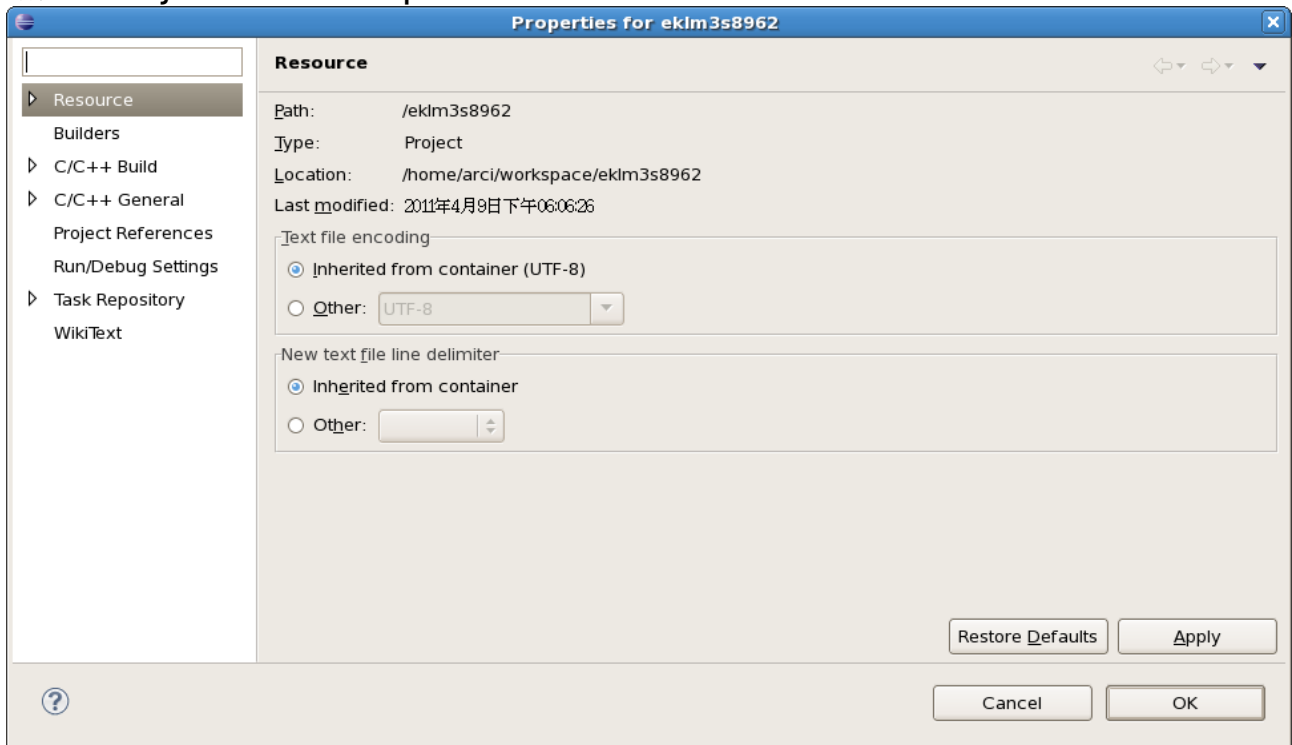 Properties for eklm3s8962
Resource
Resource
Builders
C/C++ Build
C/C++ General
Project References
Run/Debug Settings
Task Repository
WikiText
Path: /eklm3s8962
Type: Project
Location: /home/arci/workspace/eklm3s8962
Last modified: 2011年4月9日下午06:06:26
Text file encoding
Inherited from container (UTF-8)
Other: UTF-8
New text file line delimiter
Inherited from container
Other:
Restore Defaults Apply
Cancel OK